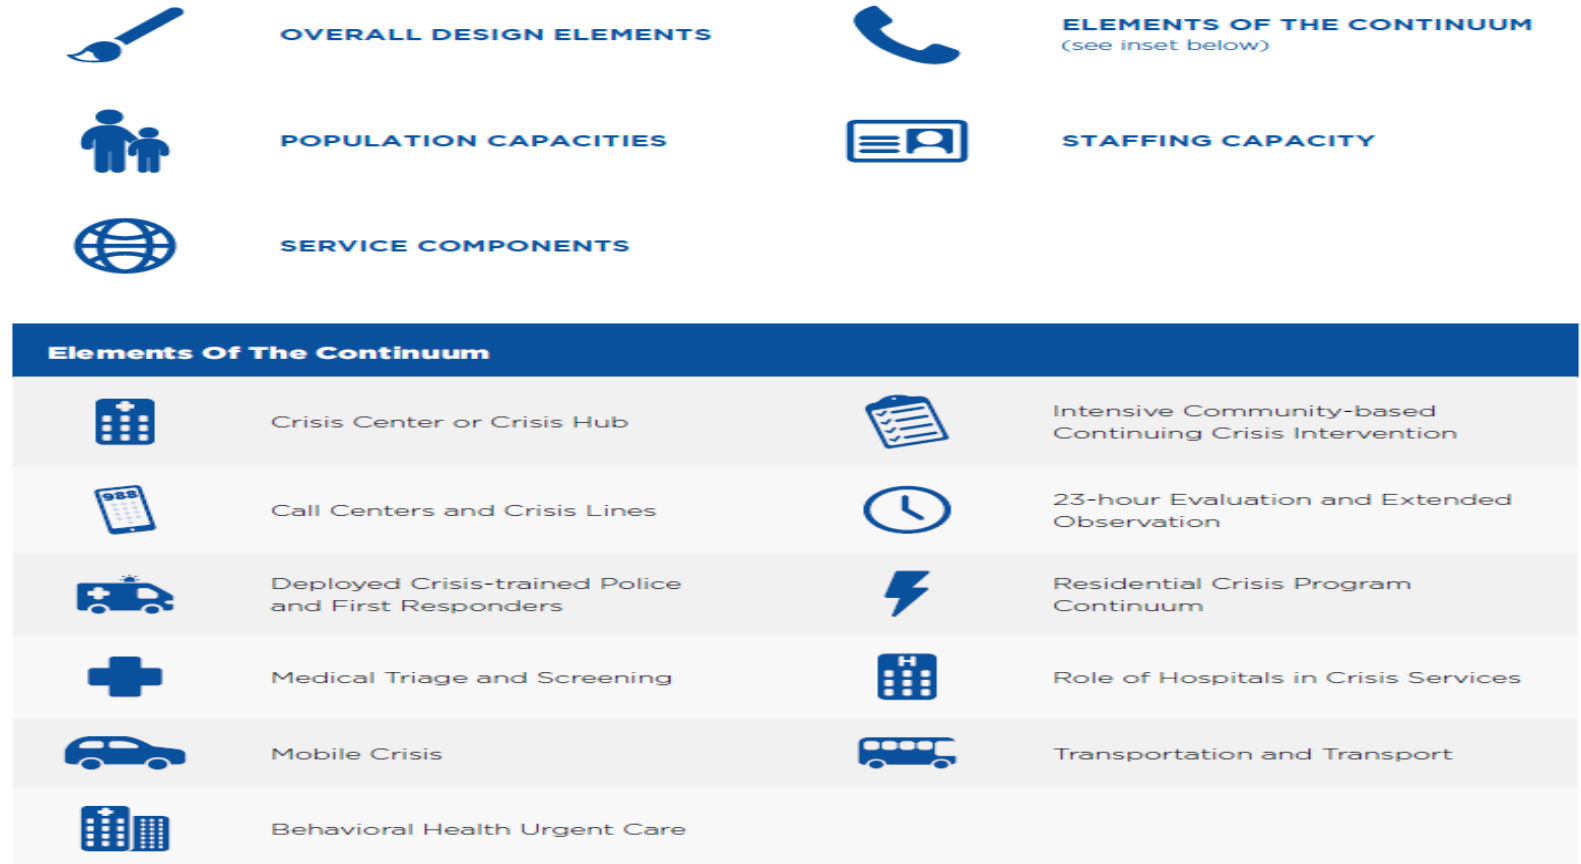 OVERALL DESIGN ELEMENTS
ELEMENTS OF THE CONTINUUM
(see inset below)
POPULATION CAPACITIES
STAFFING CAPACITY
SERVICE COMPONENTS
Elements Of The Continuum
Crisis Center or Crisis Hub
Intensive Community-based
Continuing Crisis Intervention
988
Call Centers and Crisis Lines
23-hour Evaluation and Extended
Observation
Deployed Crisis-trained Police
and First Responders
Residential Crisis Program
Continuum
Medical Triage and Screening
H
Role of Hospitals in Crisis Services
Mobile Crisis
Transportation and Transport
Behavioral Health Urgent Care